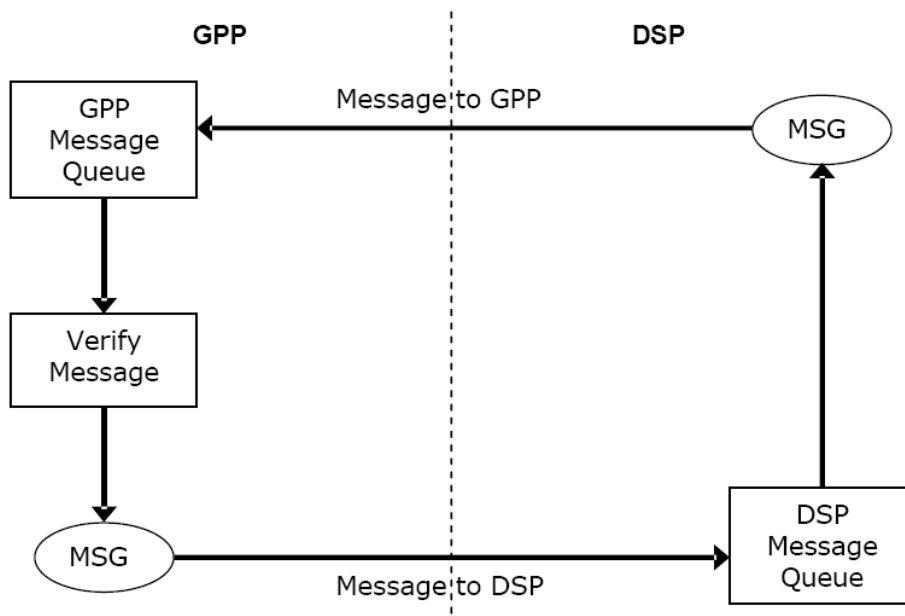 GPP
DSP
GPP
Message
Queue
Message to GPP
MSG
Verify
Message
MSG
Message to DSP
DSP
Message
Queue